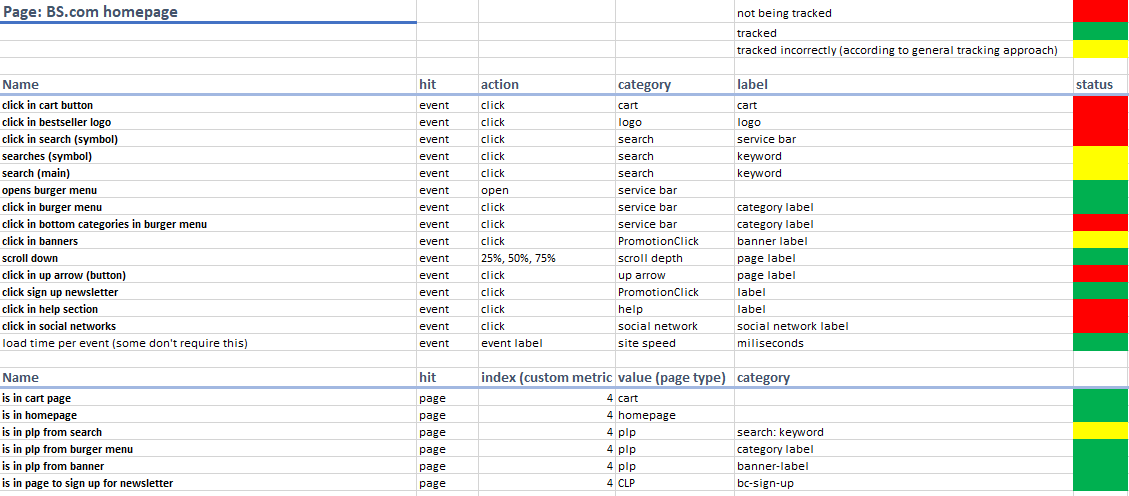 Page: BS.com homepage not being tracked
tracked
tracked incorrectly (according to general tracking approach)
Name hit action category label status
click in cart button event click cart cart
click in bestseller logo event click logo logo
click in search (symbol) event click search service bar
searches (symbol) event click search keyword
search (main) event click search keyword
opens burger menu event open service bar
click in burger menu event click service bar category label
click in bottom categories in burger menu event click service bar category label
click in banners event click PromotionClick banner label
scroll down event 25%, 50%, 75% scroll depth page label
click in up arrow (button) event click up arrow page label
click sign up newsletter event click PromotionClick label
click in help section event click help label
click in social networks event click social network social network label
load time per event (some don't require this) event event label site speed miliseconds
Name hit index (custom metric value (page type) category
is in cart page page 4 cart
is in homepage page 4 homepage
is in plp from search page 4 plp search: keyword
is in plp from burger menu page 4 plp category label
is in plp from banner page 4 plp banner-label
is in page to sign up for newsletter page 4 CLP bc-sign-up